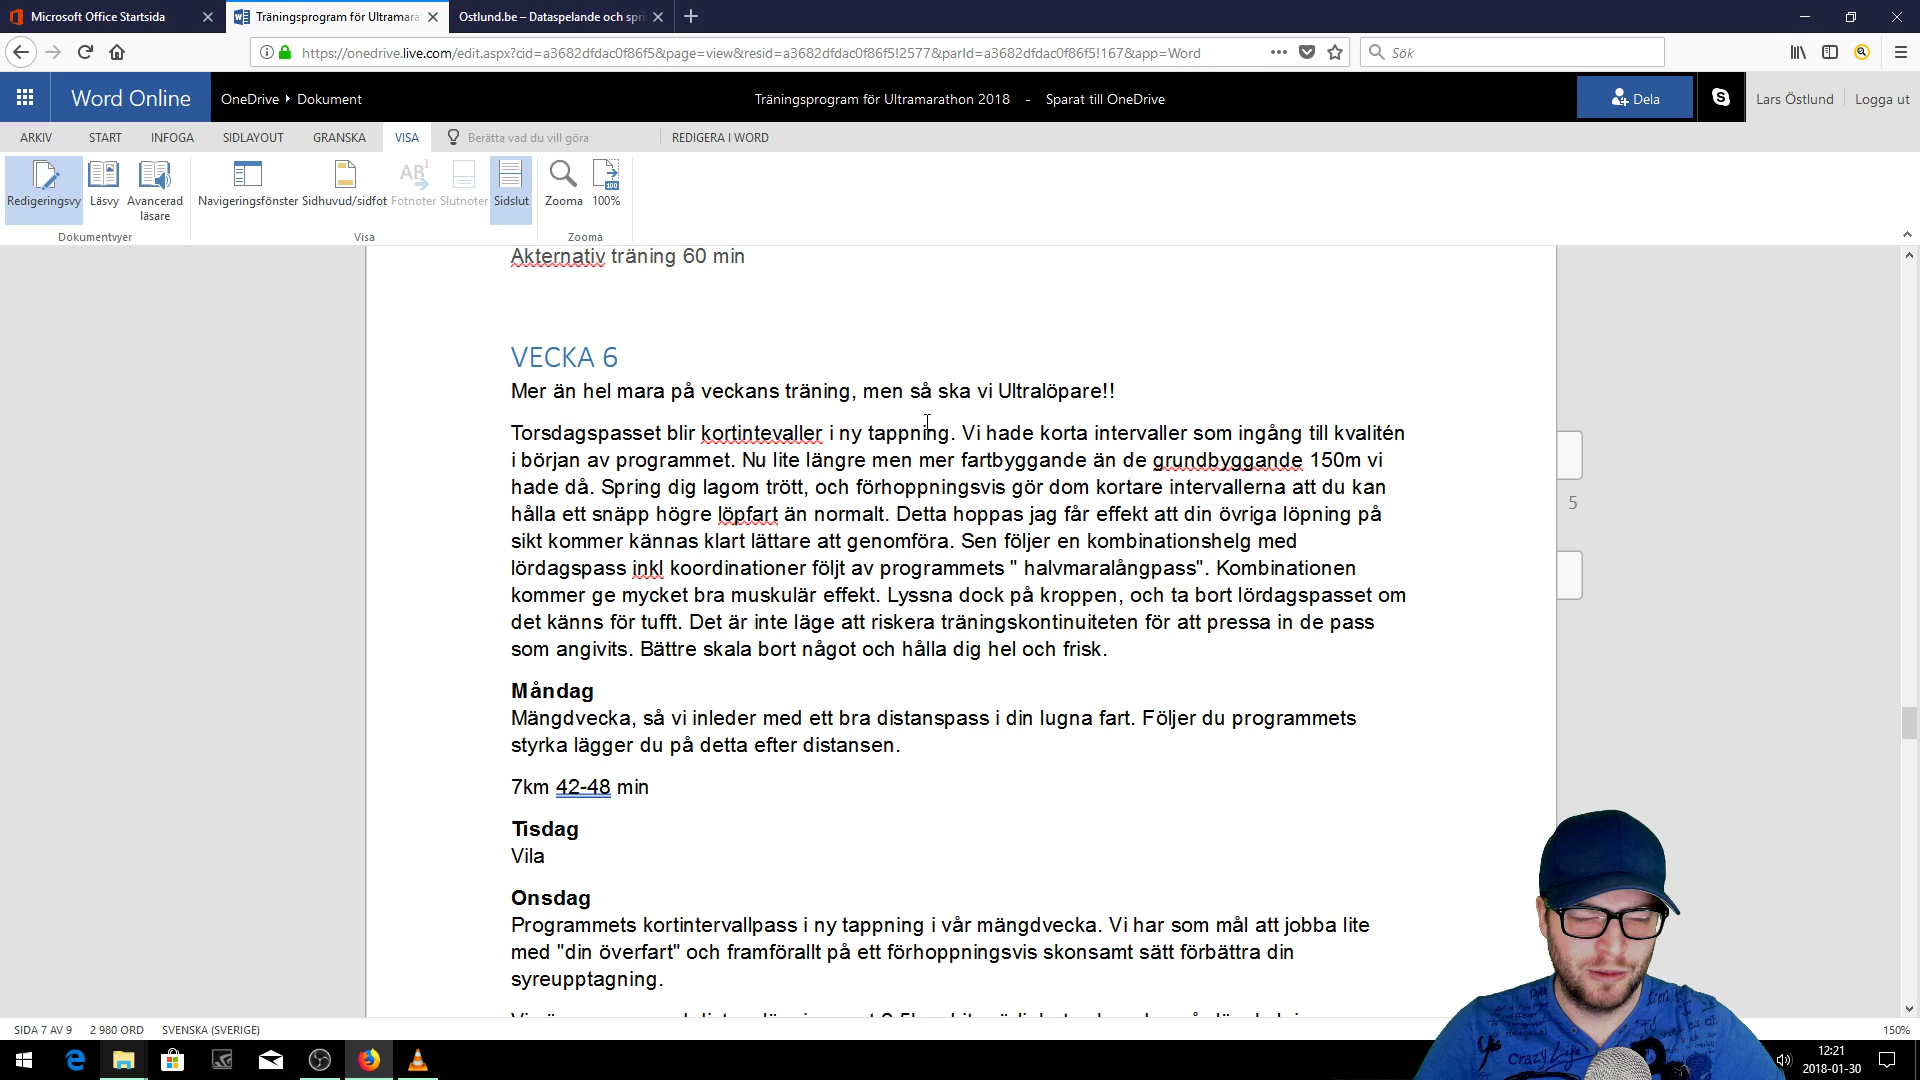 Microsoft Office Startsida
Träningsprogram för Ultramara
Ostlund.be – Dataspelande och spri
https://onedrive.live.com/edit.aspx?cid=a3682dfdac0f86f5&page=view&resid=a3682dfdac0f86f5!2577&parId=a3682dfdac0f86f5!167&app=Word
Sök
Word Online
OneDrive
Dokument
Träningsprogram för Ultramarathon 2018 - Sparat till OneDrive
Dela
Lars Östlund
Logga ut
ARKIV START INFOGA SIDLAYOUT GRANSKA VISA Berätta vad du vill göra REDIGERA I WORD
Redigeringsvy Läsvy Avancerad läsare Navigeringsfönster Sidhuvud/sidfot Fotnoter Slutnoter Sidslut Zooma 100%
Dokumentvyer Visa Zooma
Akternativ träning 60 min
VECKA 6
Mer än hel mara på veckans träning, men så ska vi Ultralöpare!!
Torsdagspasset blir kortintevaller i ny tappning. Vi hade korta intervaller som ingång till kvalitén
i början av programmet. Nu lite längre men mer fartbyggande än de grundbyggande 150m vi
hade då. Spring dig lagom trött, och förhoppningsvis gör dom kortare intervallerna att du kan
hålla ett snäpp högre löpfart än normalt. Detta hoppas jag får effekt att din övriga löpning på
sikt kommer kännas klart lättare att genomföra. Sen följer en kombinationshelg med
lördagspass inkl koordinationer följt av programmets " halvmaralångpass". Kombinationen
kommer ge mycket bra muskulär effekt. Lyssna dock på kroppen, och ta bort lördagspasset om
det känns för tufft. Det är inte läge att riskera träningskontinuiteten för att pressa in de pass
som angivits. Bättre skala bort något och hålla dig hel och frisk.
Måndag
Mängdvecka, så vi inleder med ett bra distanspass i din lugna fart. Följer du programmets
styrka lägger du på detta efter distansen.
7km 42-48 min
Tisdag
Vila
Onsdag
Programmets kortintervallpass i ny tappning i vår mängdvecka. Vi har som mål att jobba lite
med "din överfart" och framförallt på ett förhoppningsvis skonsamt sätt förbättra din
syreupptagning.
5
SIDA 7 AV 9 2 980 ORD SVENSKA (SVERIGE)
150%
12:21
2018-01-30
Crazy Life